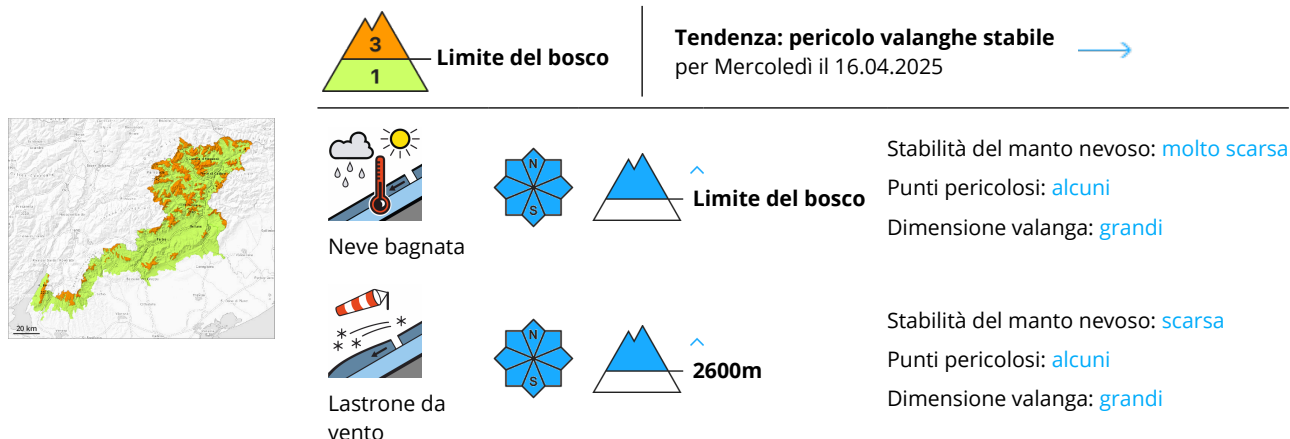 3
Limite del bosco
1
Tendenza: pericolo valanghe stabile
per Mercoledì il 16.04.2025
20 km
Neve bagnata
N
S
Limite del bosco
Stabilità del manto nevoso: molto scarsa
Punti pericolosi: alcuni
Dimensione valanga: grandi
Lastrone da
vento
N
S
2600m
Stabilità del manto nevoso: scarsa
Punti pericolosi: alcuni
Dimensione valanga: grandi